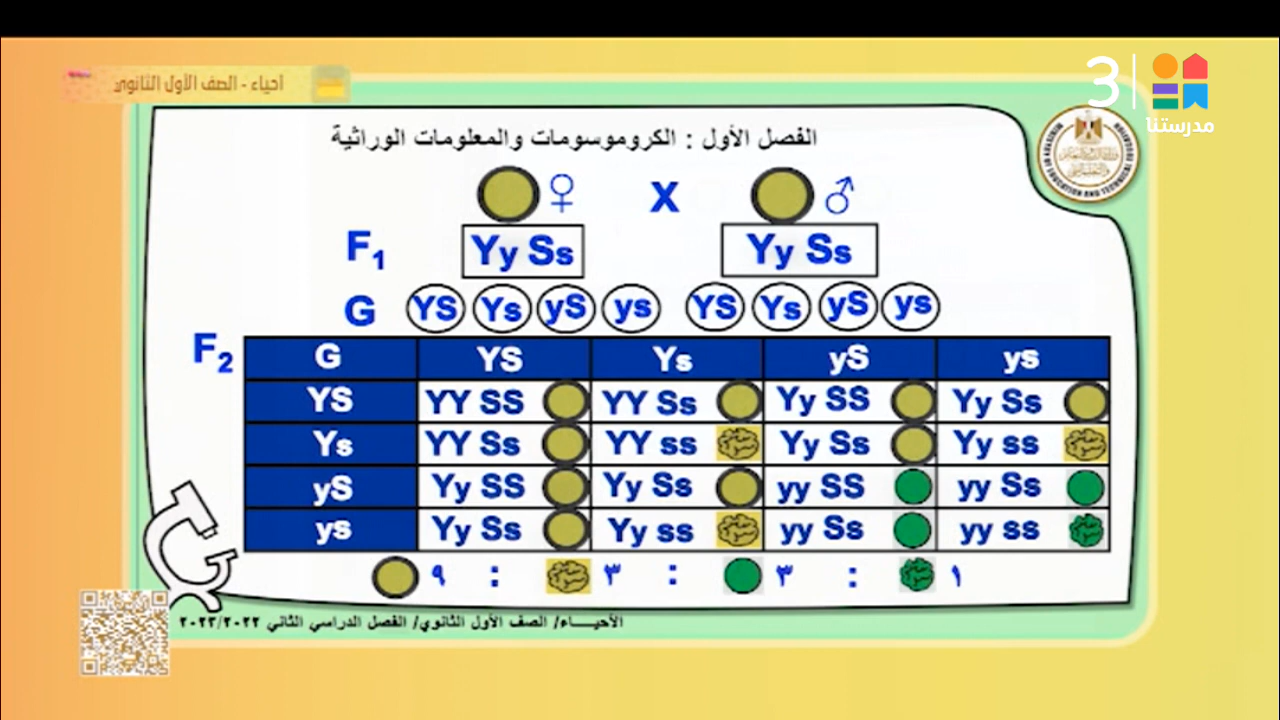 احياء - الصف الأول الثانوي
3
مدرستنا
الفصل الأول : الكروموسومات والمعلومات الوراثية
♀ X ♂
F1 Yy Ss Yy Ss
G YS Ys yS ys YS Ys yS ys
F2 G YS Ys yS ys
YS YY SS YY Ss Yy SS Yy Ss
Ys YY Ss YY ss Yy Ss Yy ss
yS Yy SS Yy Ss yy SS yy Ss
ys Yy Ss Yy ss yy Ss yy ss
٩ : ٣ : ٣ : ١
الأحيـــاء/ الصف الأول الثانوي/ الفصل الدراسي الثاني ٢٠٢٣/٢٠٢٢